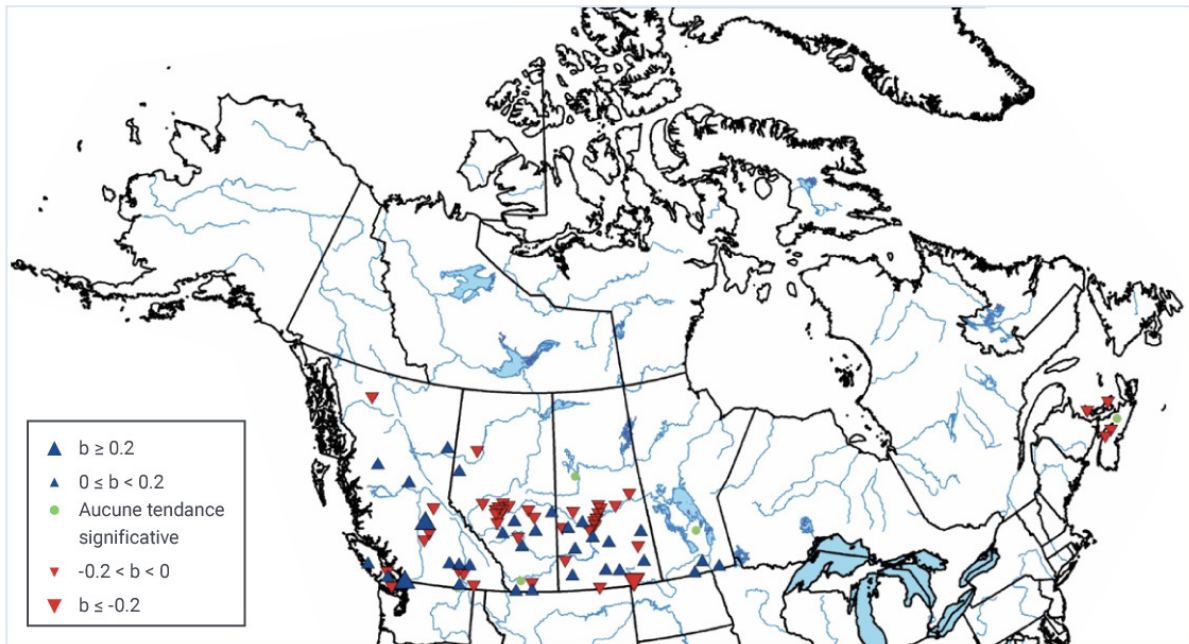 b ≥ 0.2
0 ≤ b < 0.2
Aucune tendance
significative
-0.2 < b < 0
b ≤ -0.2